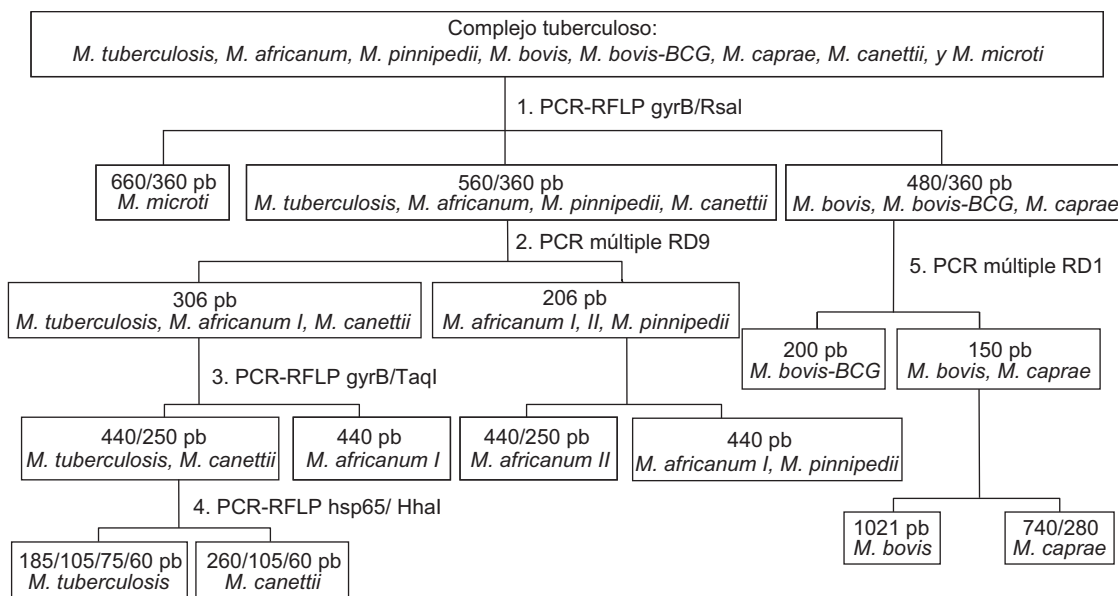 Complejo tuberculoso:
M. tuberculosis, M. africanum, M. pinnipedii, M. bovis, M. bovis-BCG, M. caprae, M. canettii, y M. microti
1. PCR-RFLP gyrB/RsaI
660/360 pb
M. microti
560/360 pb
M. tuberculosis, M. africanum, M. pinnipedii, M. canettii
480/360 pb
M. bovis, M. bovis-BCG, M. caprae
2. PCR múltiple RD9
5. PCR múltiple RD1
306 pb
M. tuberculosis, M. africanum I, M. canettii
206 pb
M. africanum I, II, M. pinnipedii
200 pb
M. bovis-BCG
150 pb
M. bovis, M. caprae
3. PCR-RFLP gyrB/TaqI
440/250 pb
M. tuberculosis, M. canettii
440 pb
M. africanum I
440/250 pb
M. africanum II
440 pb
M. africanum I, M. pinnipedii
4. PCR-RFLP hsp65/ HhaI
185/105/75/60 pb
M. tuberculosis
260/105/60 pb
M. canettii
1021 pb
M. bovis
740/280
M. caprae